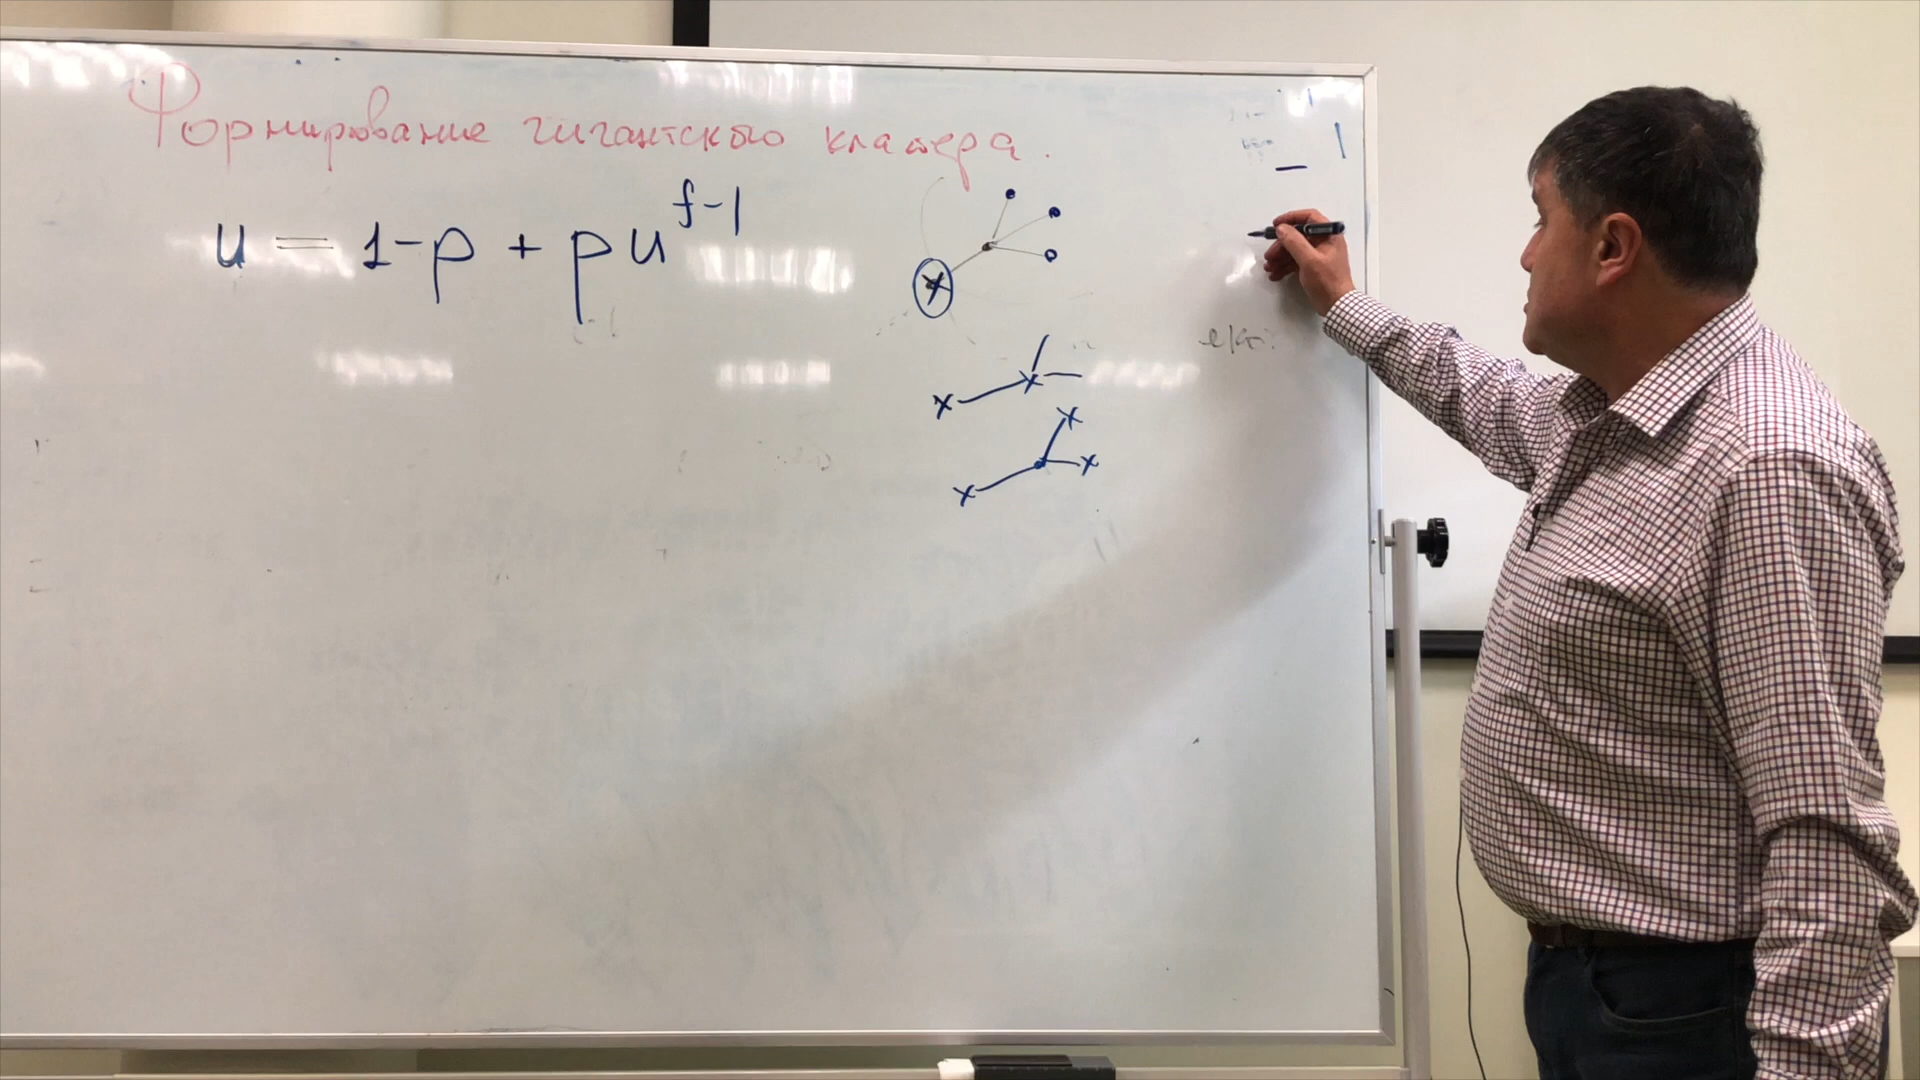 Формирование гигантского кластера.
u = 1-p + pu^{f-1}